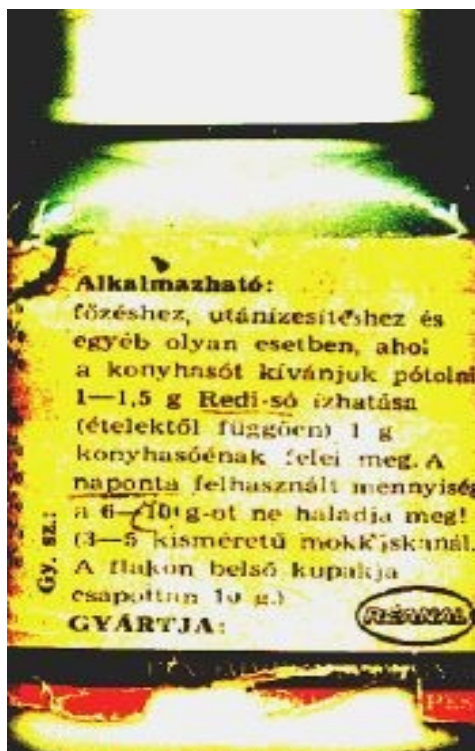 Alkalmazható:
főzéshez, utánízesítéshez és
egyéb olyan esetben, ahol
a konyhasót kívánjuk pótolni
1—1,5 g Redi-só ízhatása
(ételektől függően) 1 g
konyhasóénak felel meg. A
naponta felhasznált mennyiség
a 6—10 g-ot ne haladja meg!
(3—5 kisméretű mokkáskanál.
A flakon belső kupakja
csapottan 10 g.)
GYÁRTJA:
REANAL
Gy. sz.: